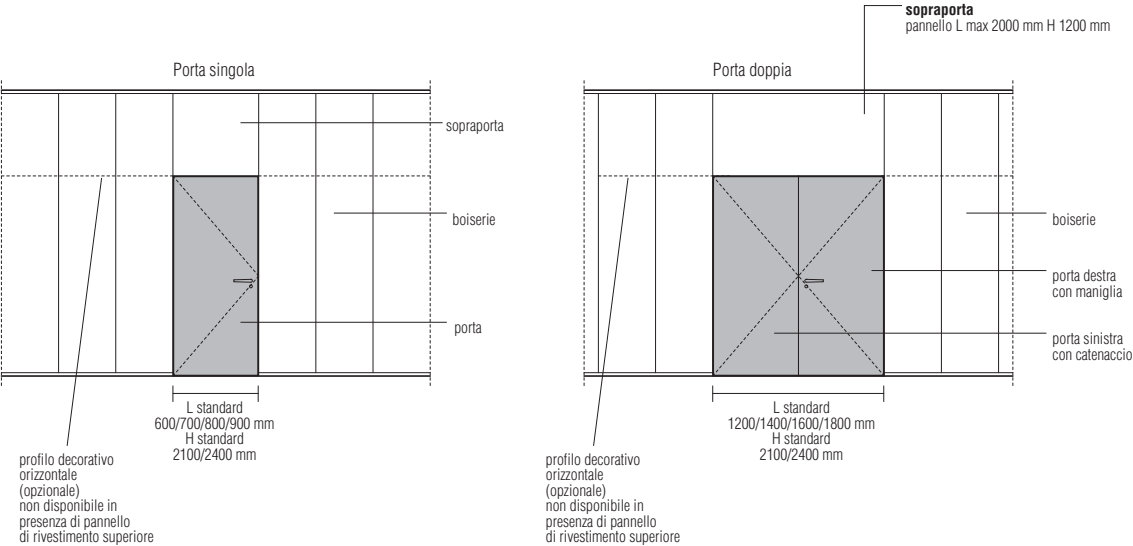 sopraporta
pannello L max 2000 mm H 1200 mm
Porta singola
sopraporta
boiserie
porta
L standard
600/700/800/900 mm
H standard
2100/2400 mm
profilo decorativo
orizzontale
(opzionale)
non disponibile in
presenza di pannello
di rivestimento superiore
Porta doppia
boiserie
porta destra
con maniglia
porta sinistra
con catenaccio
L standard
1200/1400/1600/1800 mm
H standard
2100/2400 mm
profilo decorativo
orizzontale
(opzionale)
non disponibile in
presenza di pannello
di rivestimento superiore